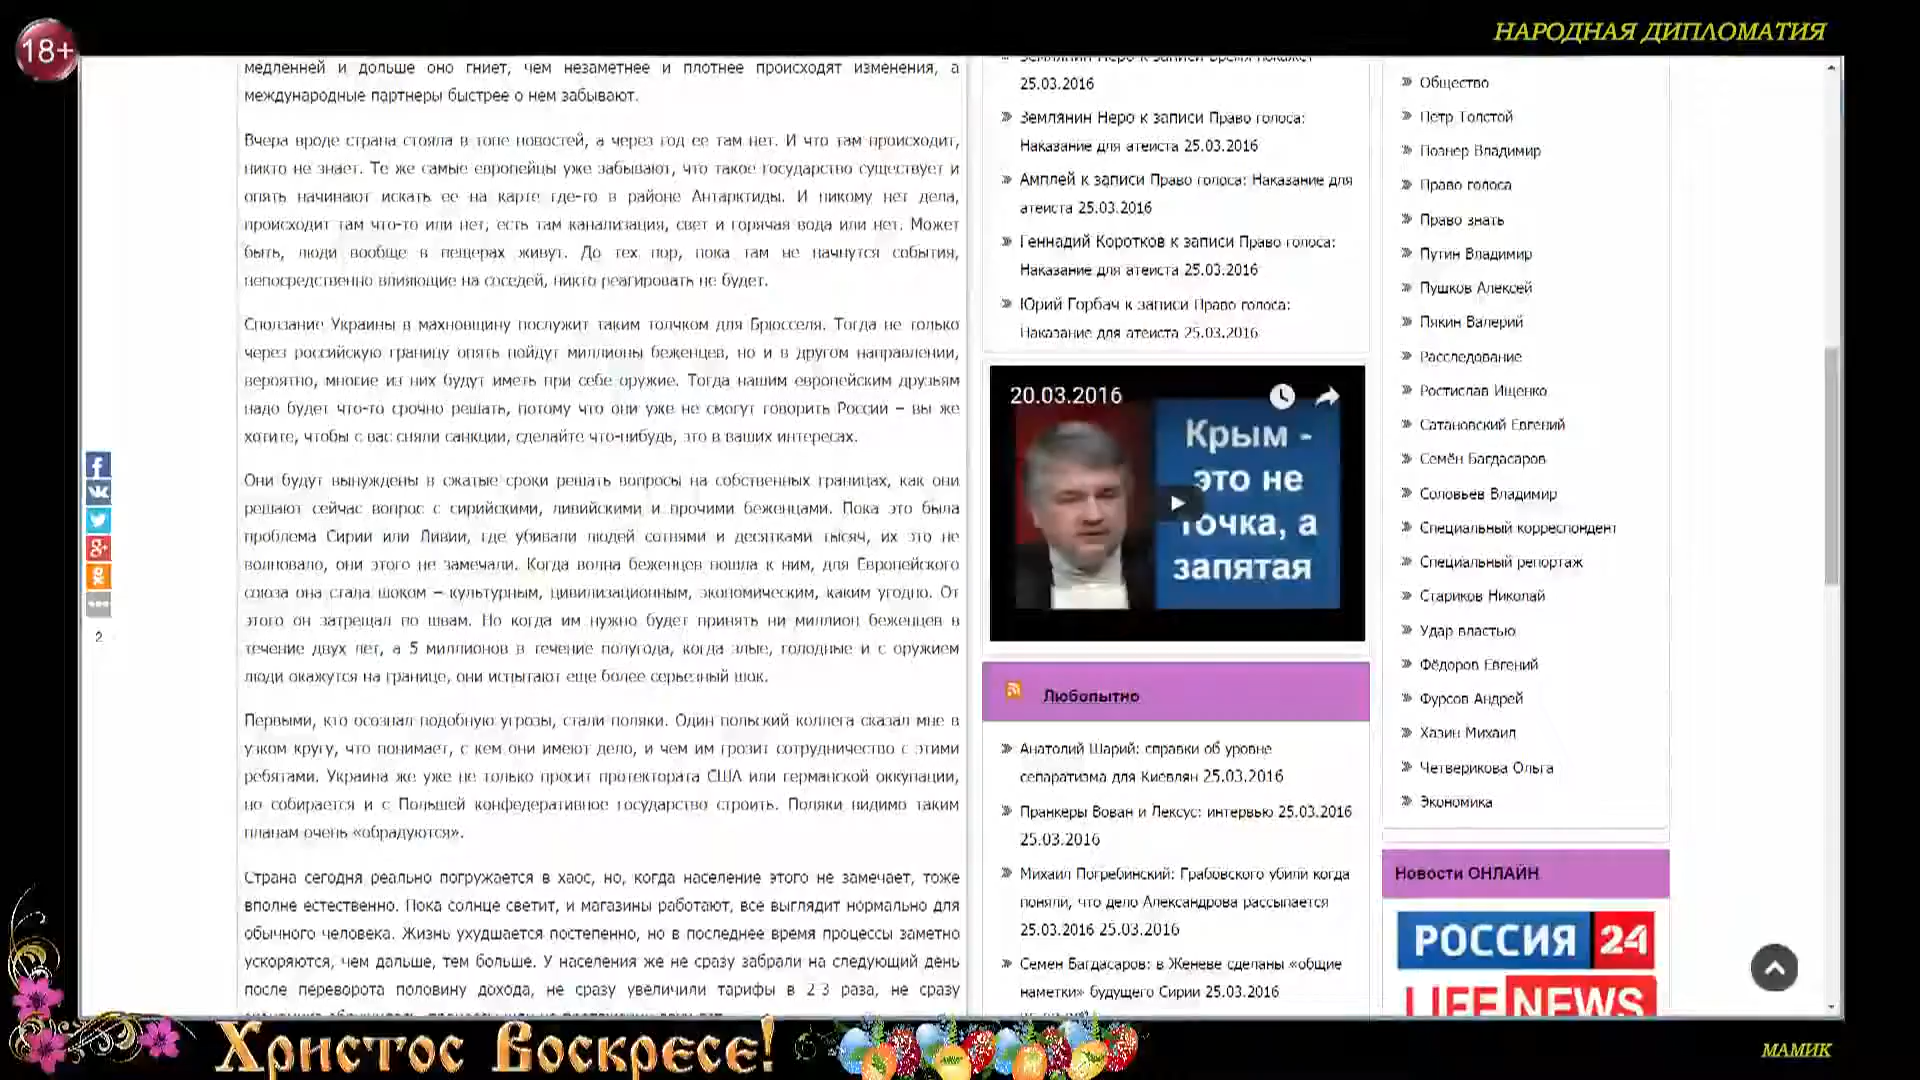 18+
НАРОДНАЯ ДИПЛОМАТИЯ
медленней и дольше оно гниет, чем незаметнее и плотнее происходят изменения, а
международные партнеры быстрее о нем забывают.
Вчера вроде страна стояла в топе новостей, а через год ее там нет. И что там происходит,
никто не знает. Те же самые европейцы уже забывают, что такое государство существует и
опять начинают искать ее на карте где-то в районе Антарктиды. И никому нет дела,
происходит там что-то или нет, есть там канализация, свет и горячая вода или нет. Может
быть, люди вообще в пещерах живут. До тех пор, пока там не начнутся события,
непосредственно влияющие на соседей, никто реагировать не будет.
Сползание Украины в махновщину послужит таким толчком для Брюсселя. Тогда не только
через российскую границу опять пойдут миллионы беженцев, но и в другом направлении,
вероятно, многие из них будут иметь при себе оружие. Тогда нашим европейским друзьям
надо будет что-то срочно решать, потому что они уже не смогут говорить России – вы же
хотите, чтобы с вас сняли санкции, сделайте что-нибудь, это в ваших интересах.
Они будут вынуждены в сжатые сроки решать вопросы на собственных границах, как они
решают сейчас вопрос с сирийскими, ливийскими и прочими беженцами. Пока это была
проблема Сирии или Ливии, где убивали людей сотнями и десятками тысяч, их это не
волновало, они этого не замечали. Когда волна беженцев пошла к ним, для Европейского
союза она стала шоком – культурным, цивилизационным, экономическим, каким угодно. От
этого он затрещал по швам. Но когда им нужно будет принять ни миллион беженцев в
течение двух лет, а 5 миллионов в течение полугода, когда злые, голодные и с оружием
люди окажутся на границе, они испытают еще более серьезный шок.
Первыми, кто осознал подобную угрозы, стали поляки. Один польский коллега сказал мне в
узком кругу, что понимает, с кем они имеют дело, и чем им грозит сотрудничество с этими
ребятами. Украина же уже не только просит протектората США или германской оккупации,
но собирается и с Польшей конфедеративное государство строить. Поляки видимо таким
планам очень «обрадуются».
Страна сегодня реально погружается в хаос, но, когда население этого не замечает, тоже
вполне естественно. Пока солнце светит, и магазины работают, все выглядит нормально для
обычного человека. Жизнь ухудшается постепенно, но в последнее время процессы заметно
ускоряются, чем дальше, тем больше. У населения же не сразу забрали на следующий день
после переворота половину дохода, не сразу увеличили тарифы в 2-3 раза, не сразу
2
Землянин Неро к записи Время покажет
25.03.2016
Землянин Неро к записи Право голоса:
Наказание для атеиста 25.03.2016
Амплей к записи Право голоса: Наказание для
атеиста 25.03.2016
Геннадий Коротков к записи Право голоса:
Наказание для атеиста 25.03.2016
Юрий Горбач к записи Право голоса:
Наказание для атеиста 25.03.2016
20.03.2016
Крым -
это не
точка, а
запятая
Любопытно
Анатолий Шарий: справки об уровне
сепаратизма для Киевлян 25.03.2016
Пранкеры Вован и Лексус: интервью 25.03.2016
25.03.2016
Михаил Погребинский: Грабовского убили когда
поняли, что дело Александрова рассыпается
25.03.2016 25.03.2016
Семен Багдасаров: в Женеве сделаны «общие
наметки» будущего Сирии 25.03.2016
Общество
Петр Толстой
Познер Владимир
Право голоса
Право знать
Путин Владимир
Пушков Алексей
Пякин Валерий
Расследование
Ростислав Ищенко
Сатановский Евгений
Семён Багдасаров
Соловьев Владимир
Специальный корреспондент
Специальный репортаж
Стариков Николай
Удар властью
Фёдоров Евгений
Фурсов Андрей
Хазин Михаил
Четверикова Ольга
Экономика
Новости ОНЛАЙН
РОССИЯ 24
LIFE NEWS
Христос Воскресе!
МАМИК